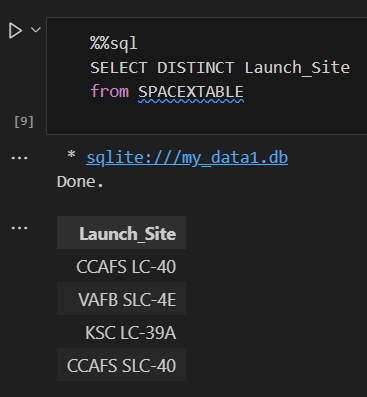 %%sql
SELECT DISTINCT Launch_Site
from SPACEXTABLE
[9]
* sqlite:///my_data1.db
Done.
Launch_Site
CCAFS LC-40
VAFB SLC-4E
KSC LC-39A
CCAFS SLC-40